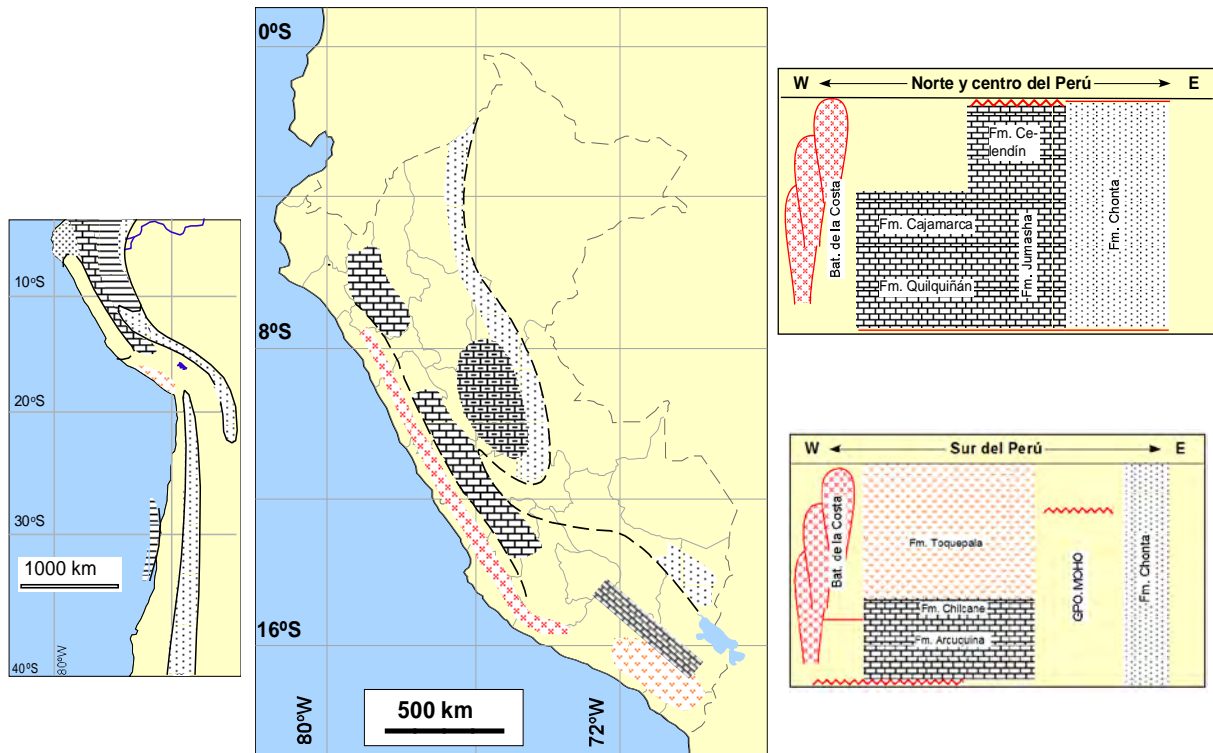 10ºS
20ºS
30ºS
1000 km
40ºS
80ºW
0ºS
8ºS
16ºS
500 km
80ºW
72ºW
W Norte y centro del Perú E
Bat. de la Costa
Fm. Ce-
lendín
Fm. Cajamarca
Fm. Quilquiñán
Fm. Jumasha-
Fm. Chonta
W Sur del Perú E
Bat. de la Costa
Fm. Toquepala
Fm. Chilcane
Fm. Arcuquina
GPO.MOHO
Fm. Chonta